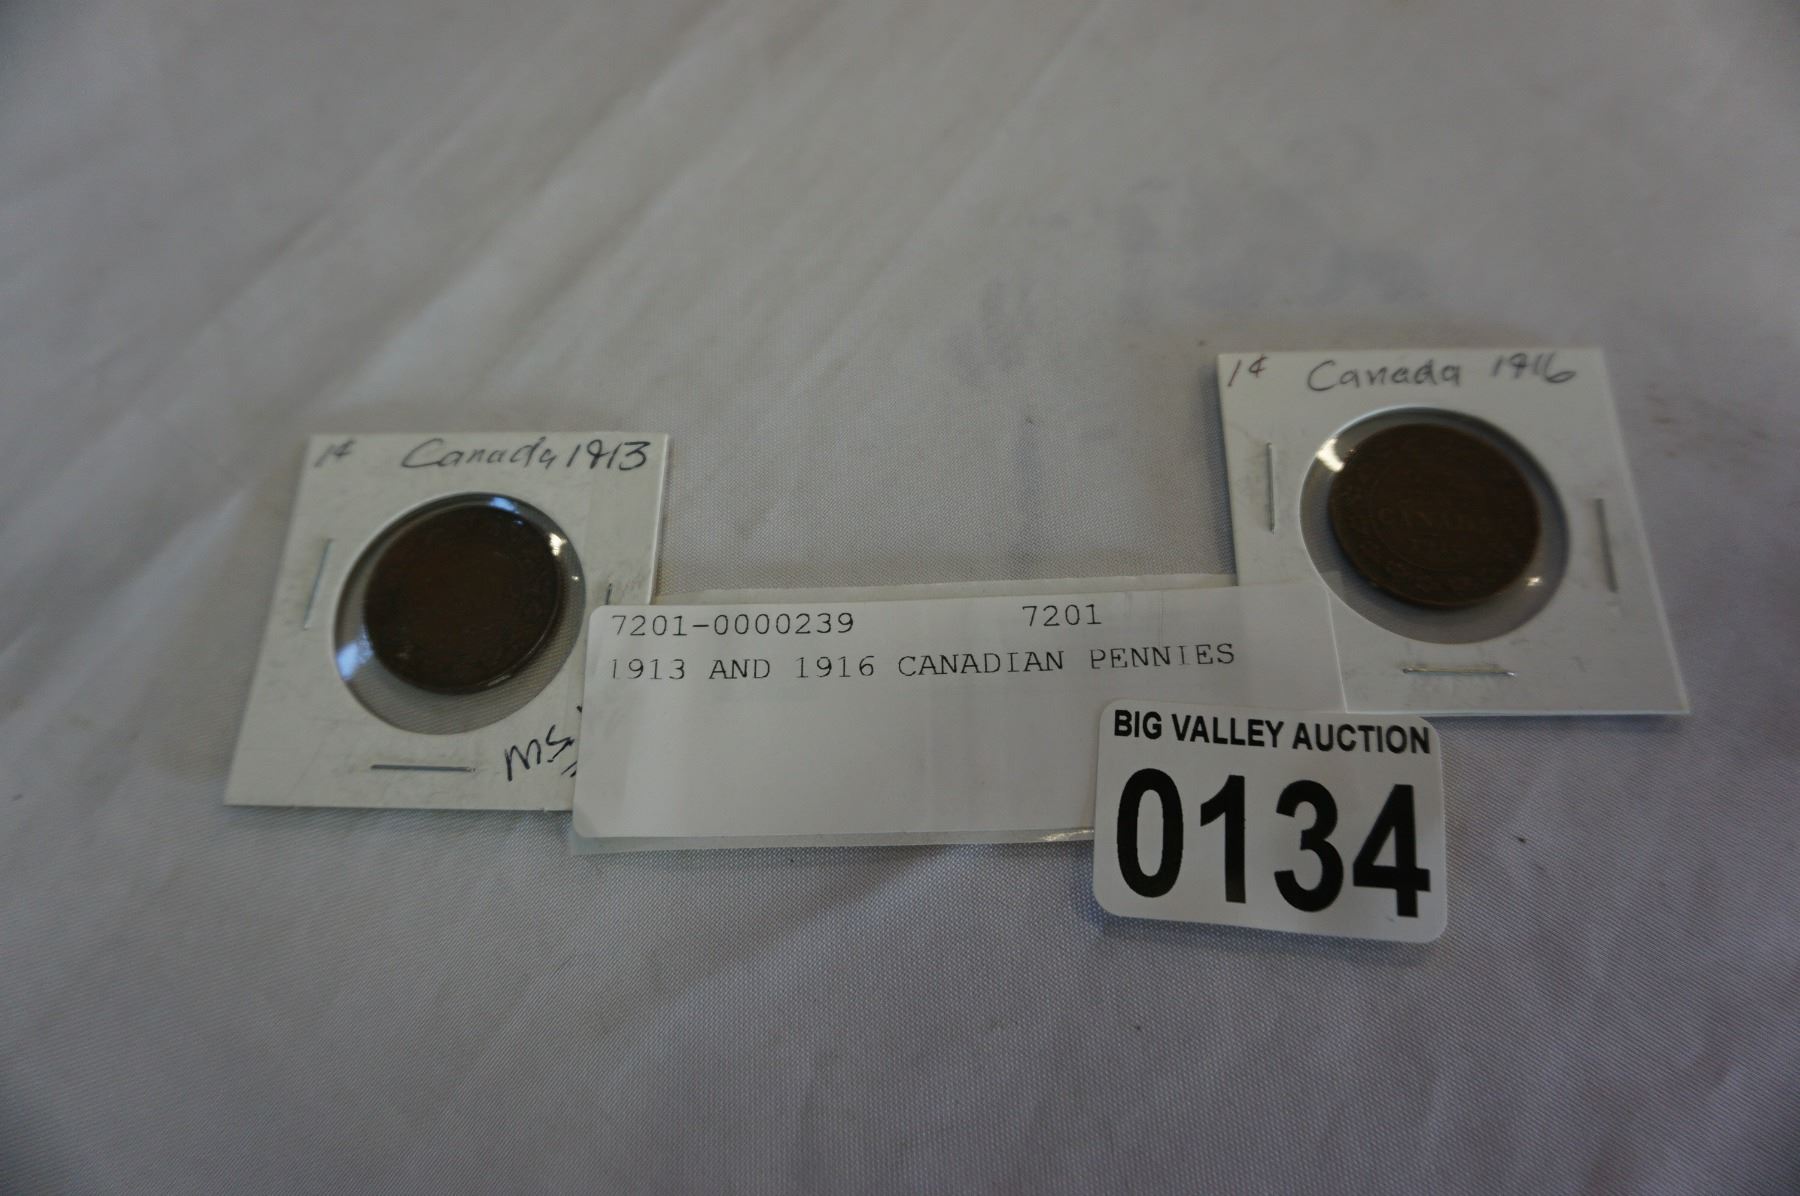 1¢ Canada 1913
MS
1¢ Canada 1916
7201-0000239 7201
1913 AND 1916 CANADIAN PENNIES
BIG VALLEY AUCTION
0134